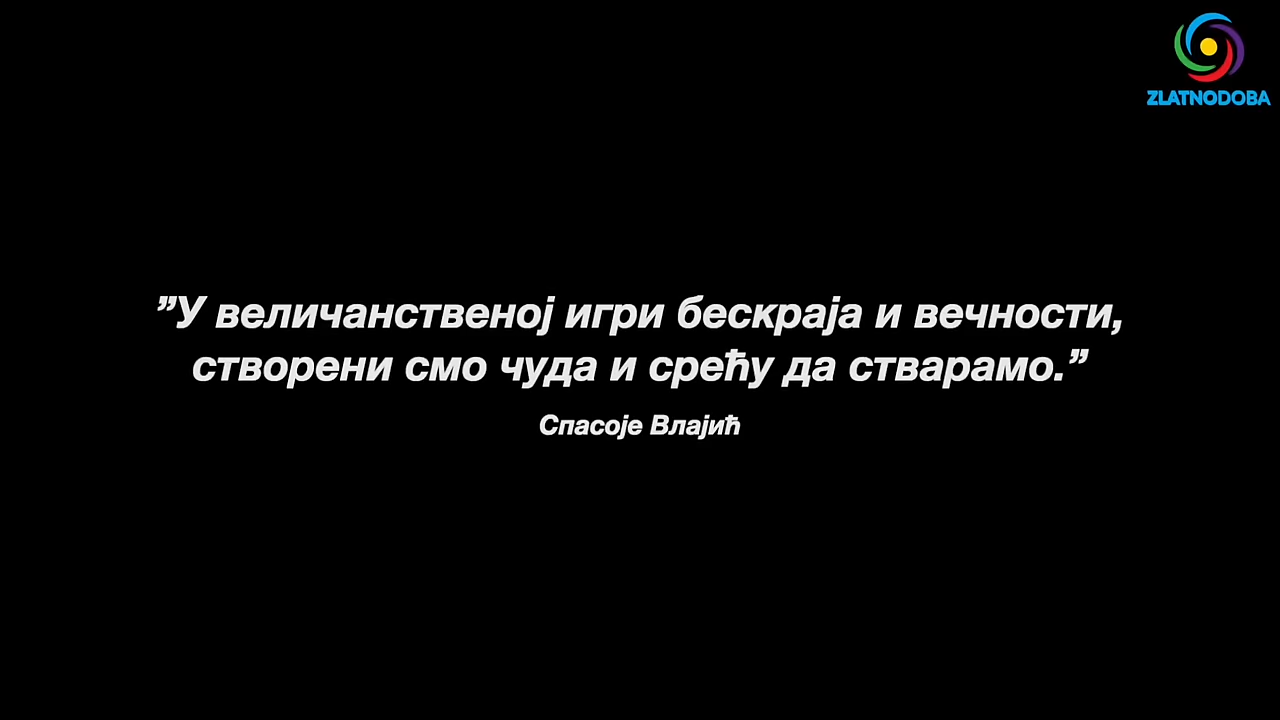 ZLATNODOBA
”У величанственој игри бескраја и вечности,
створени смо чуда и срећу да стварамо.”
Спасоје Влајић